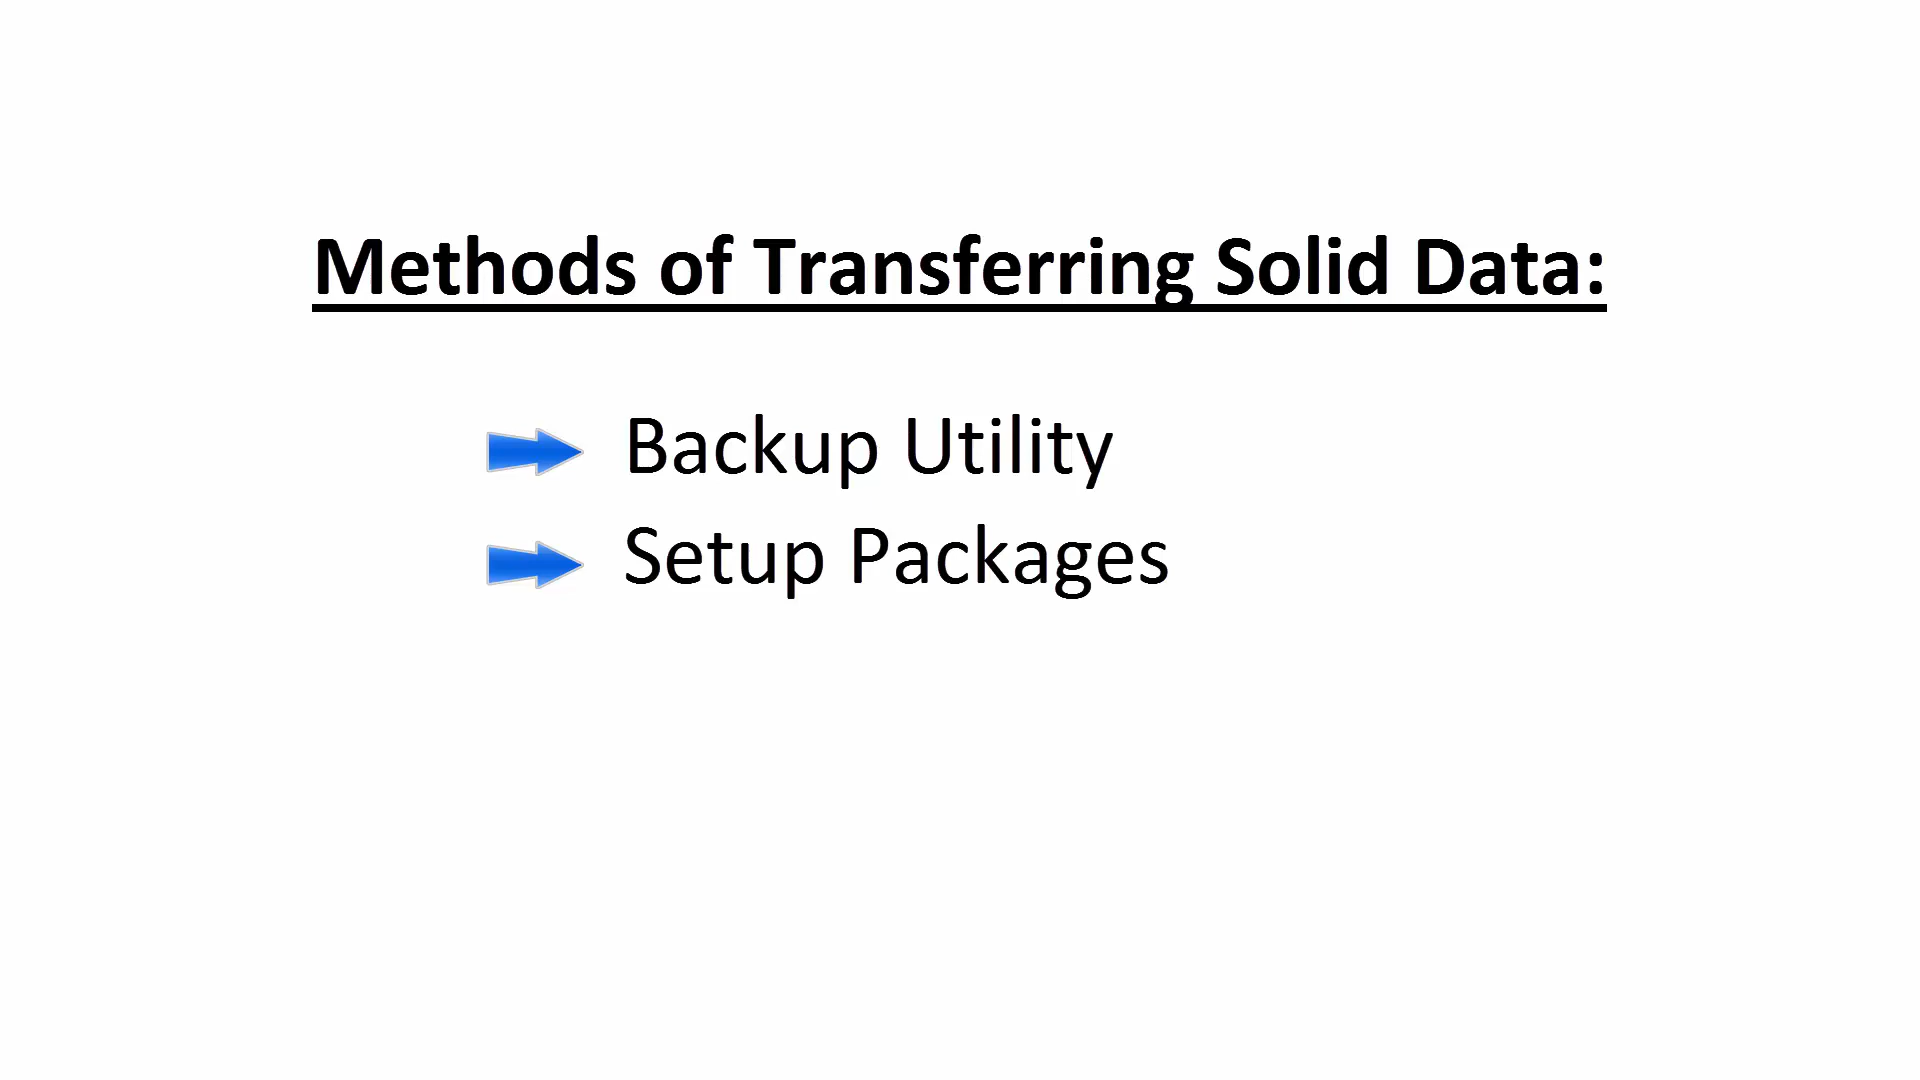 Methods of Transferring Solid Data:
Backup Utility
Setup Packages